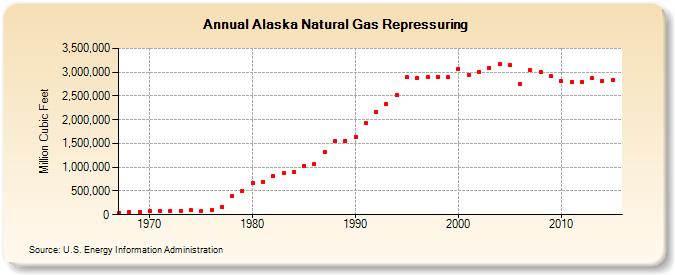 Annual Alaska Natural Gas Repressuring
Million Cubic Feet
3,500,000
3,000,000
2,500,000
2,000,000
1,500,000
1,000,000
500,000
0
1970 1980 1990 2000 2010
Source: U.S. Energy Information Administration